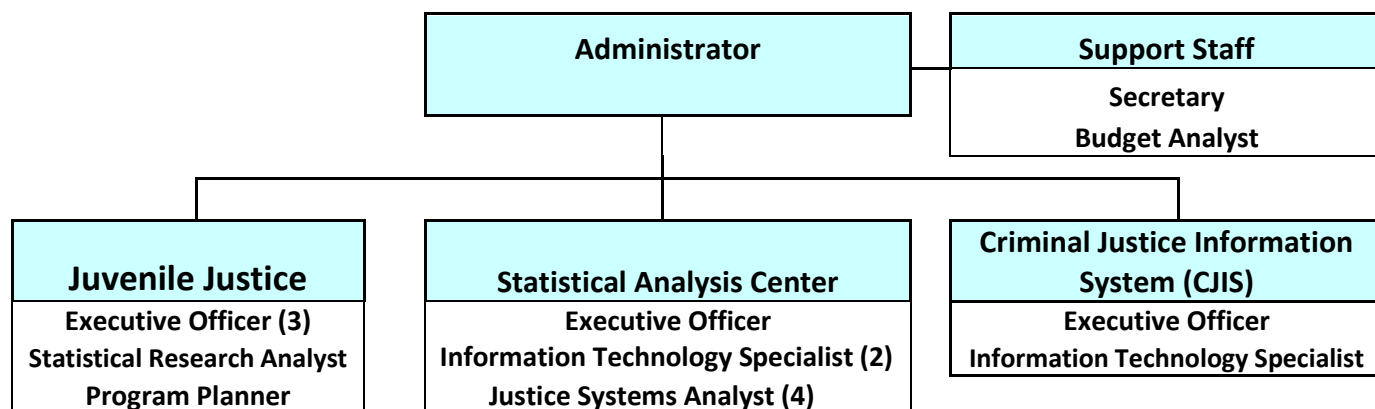 Administrator
Support Staff
Secretary
Budget Analyst
Juvenile Justice
Executive Officer (3)
Statistical Research Analyst
Program Planner
Statistical Analysis Center
Executive Officer
Information Technology Specialist (2)
Justice Systems Analyst (4)
Criminal Justice Information
System (CJIS)
Executive Officer
Information Technology Specialist